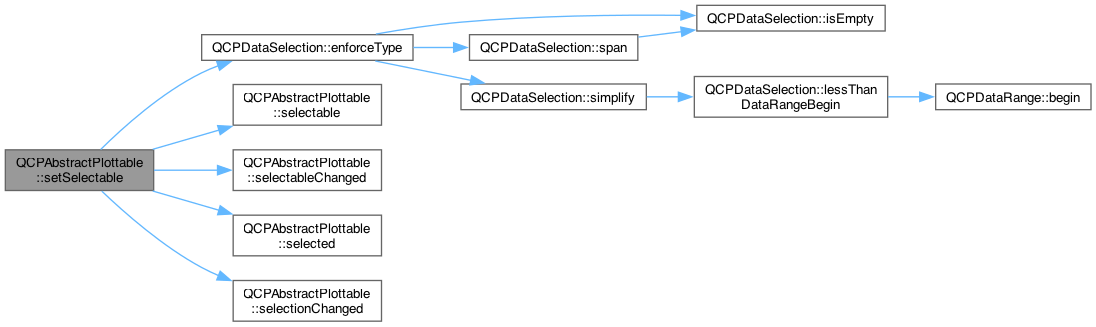 QCPAbstractPlottable
::setSelectable
QCPDataSelection::enforceType
QCPAbstractPlottable
::selectable
QCPAbstractPlottable
::selectableChanged
QCPAbstractPlottable
::selected
QCPAbstractPlottable
::selectionChanged
QCPDataSelection::isEmpty
QCPDataSelection::span
QCPDataSelection::simplify
QCPDataSelection::lessThan
DataRangeBegin
QCPDataRange::begin